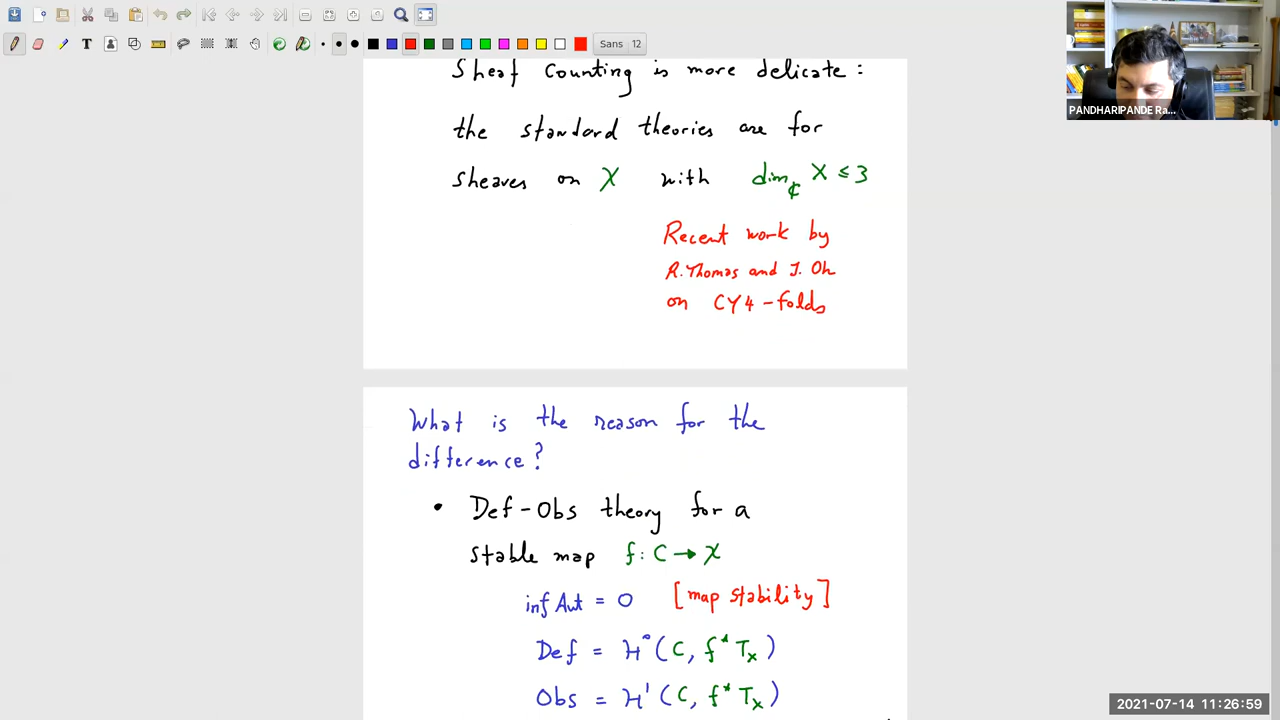 Sans 12
PANDHARIPANDE Ra...
Sheaf Counting is more delicate:
the standard theories are for
sheaves on X with dim_ℂ X ≤ 3
Recent work by
R.Thomas and J. Oh
on CY4-folds
What is the reason for the
difference?
• Def-Obs theory for a
stable map f: C → X
inf Aut = 0 [map stability]
Def = H⁰(C, f*T_X)
Obs = H¹(C, f*T_X)
2021-07-14 11:26:59